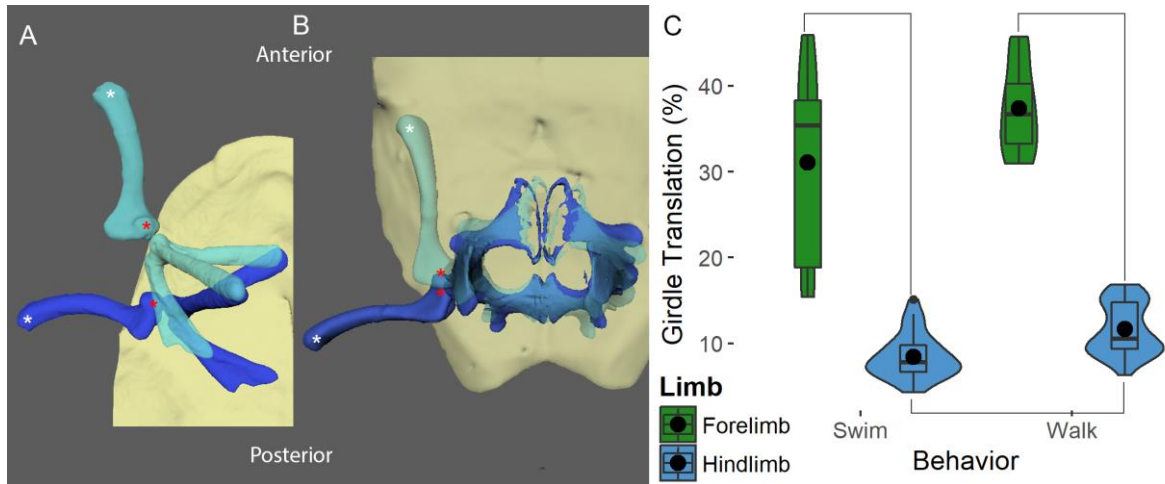 A
B
Anterior
Posterior
C
Girdle Translation (%)
40
30
20
10
Limb
Forelimb
Hindlimb
Swim
Walk
Behavior